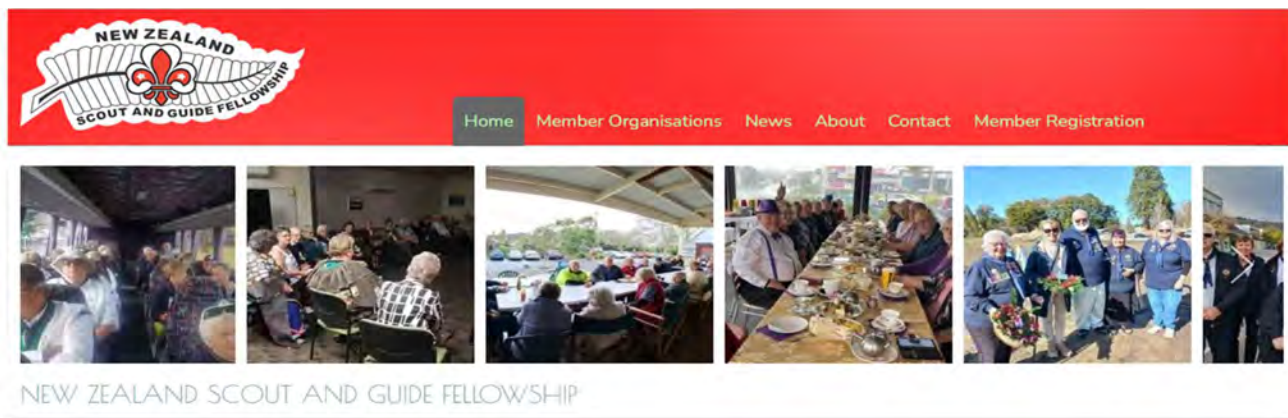 NEW ZEALAND
SCOUT AND GUIDE FELLOWSHIP
Home Member Organisations News About Contact Member Registration
NEW ZEALAND SCOUT AND GUIDE FELLOWSHIP